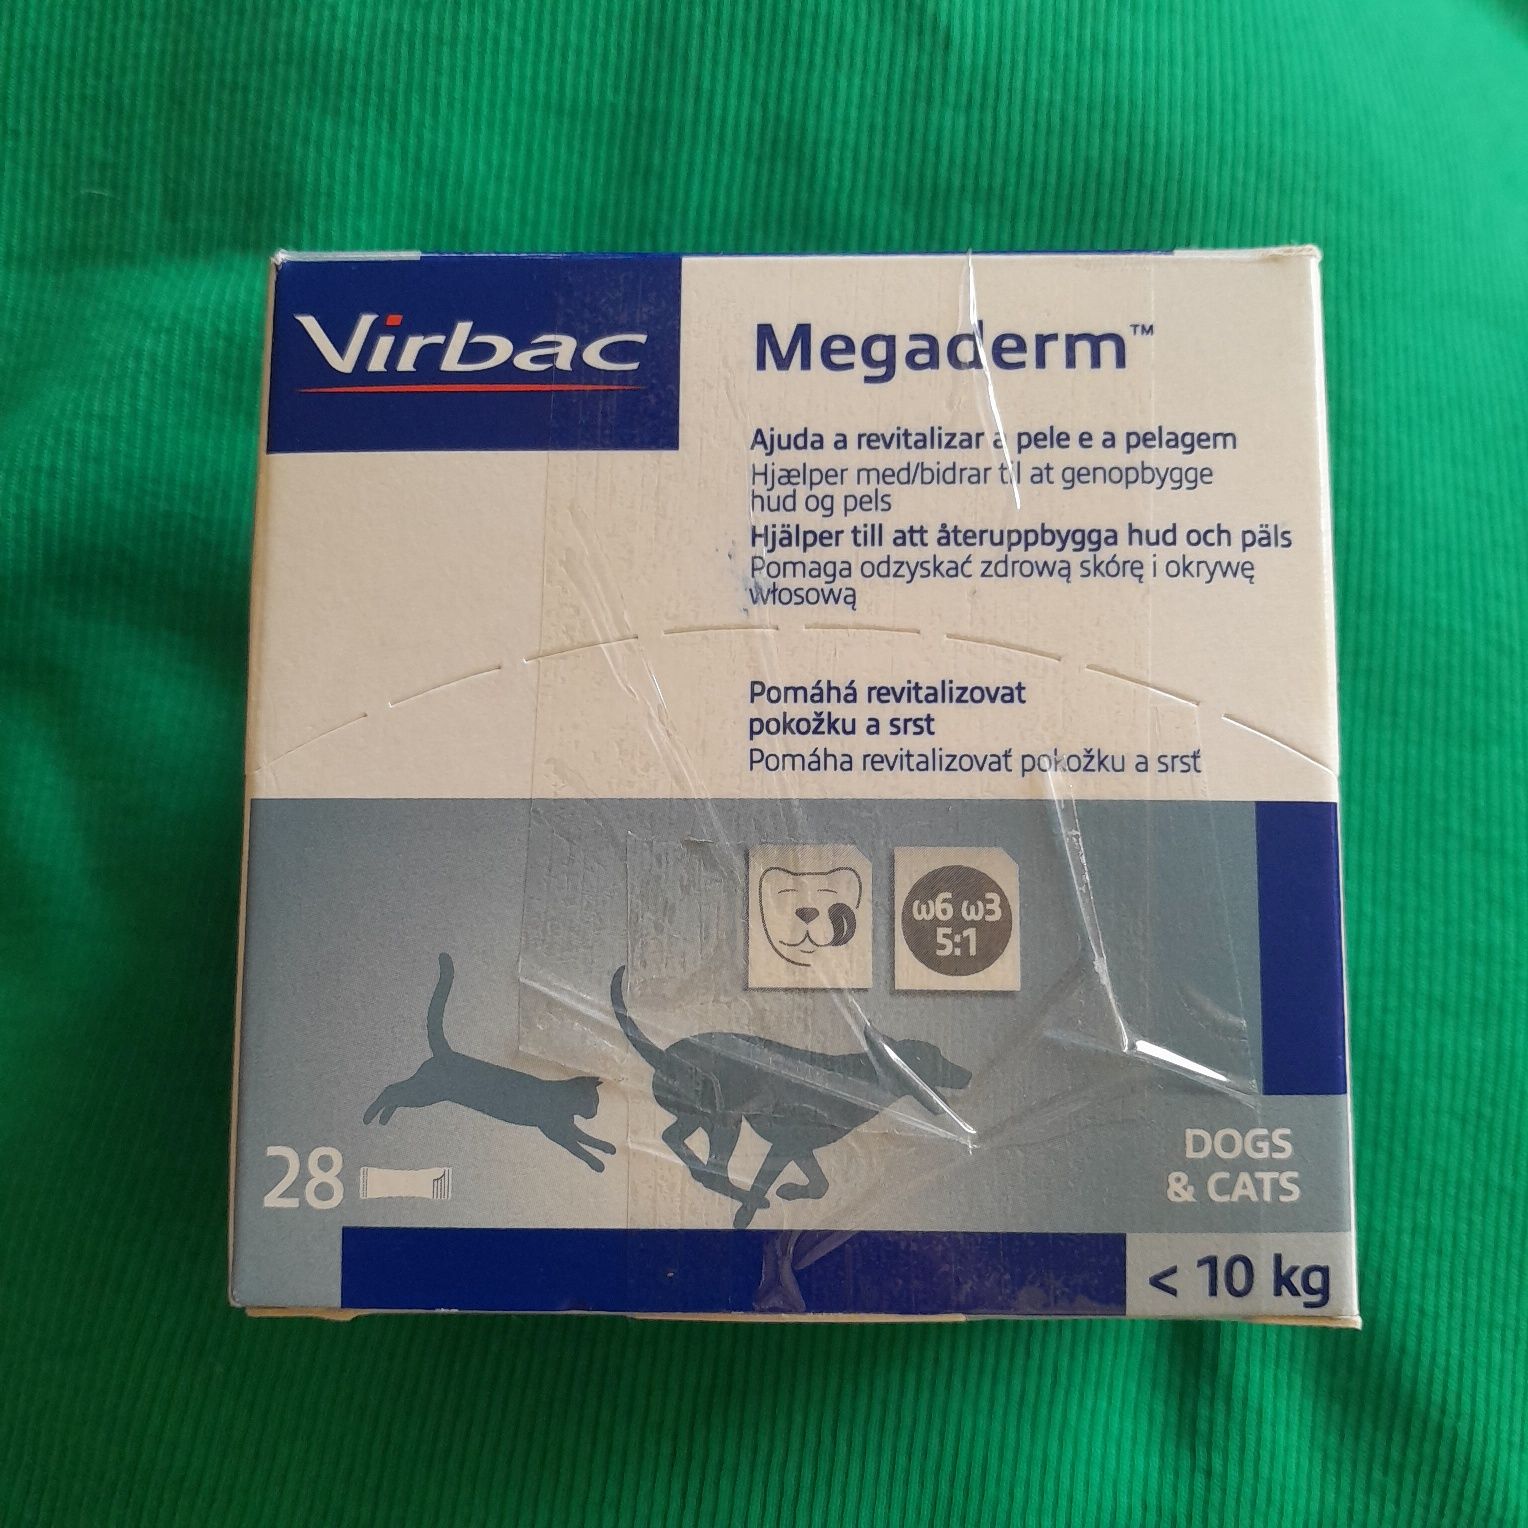 Virbac
Megaderm™
Ajuda a revitalizar a pele e a pelagem
Hjælper med/bidrar til at genopbygge
hud og pels
Hjälper till att återuppbygga hud och päls
Pomaga odzyskać zdrową skórę i okrywę
włosową
Pomáhá revitalizovat
pokožku a srst
Pomáha revitalizovať pokožku a srsť
ω6 ω3
5:1
28
DOGS
& CATS
< 10 kg